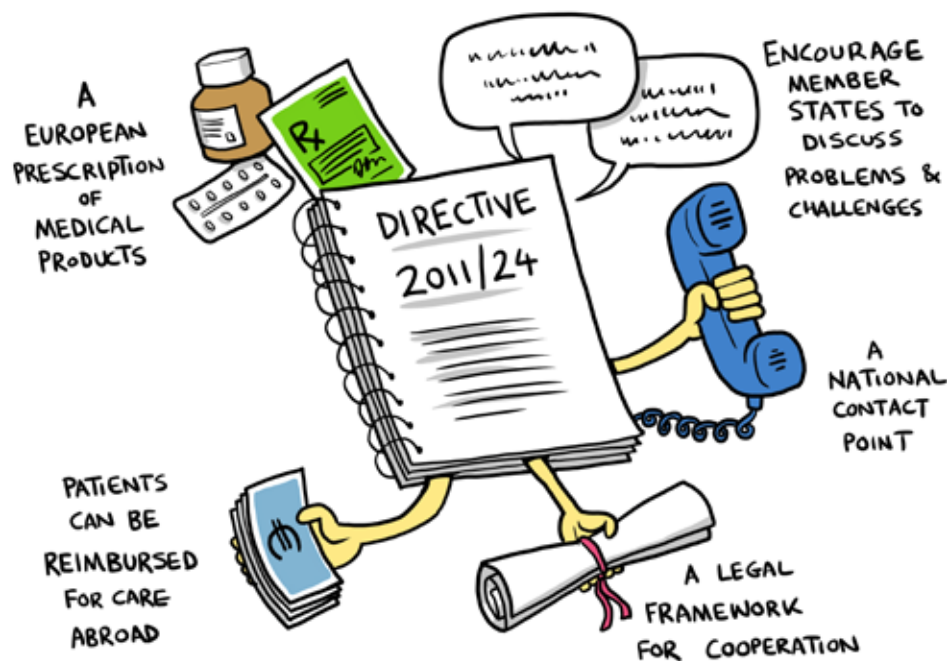 A
EUROPEAN
PRESCRIPTION
OF
MEDICAL
PRODUCTS
Rx
DIRECTIVE
2011/24
ENCOURAGE
MEMBER
STATES TO
DISCUSS
PROBLEMS &
CHALLENGES
A
NATIONAL
CONTACT
POINT
PATIENTS
CAN BE
REIMBURSED
FOR CARE
ABROAD
€
A LEGAL
FRAMEWORK
FOR COOPERATION